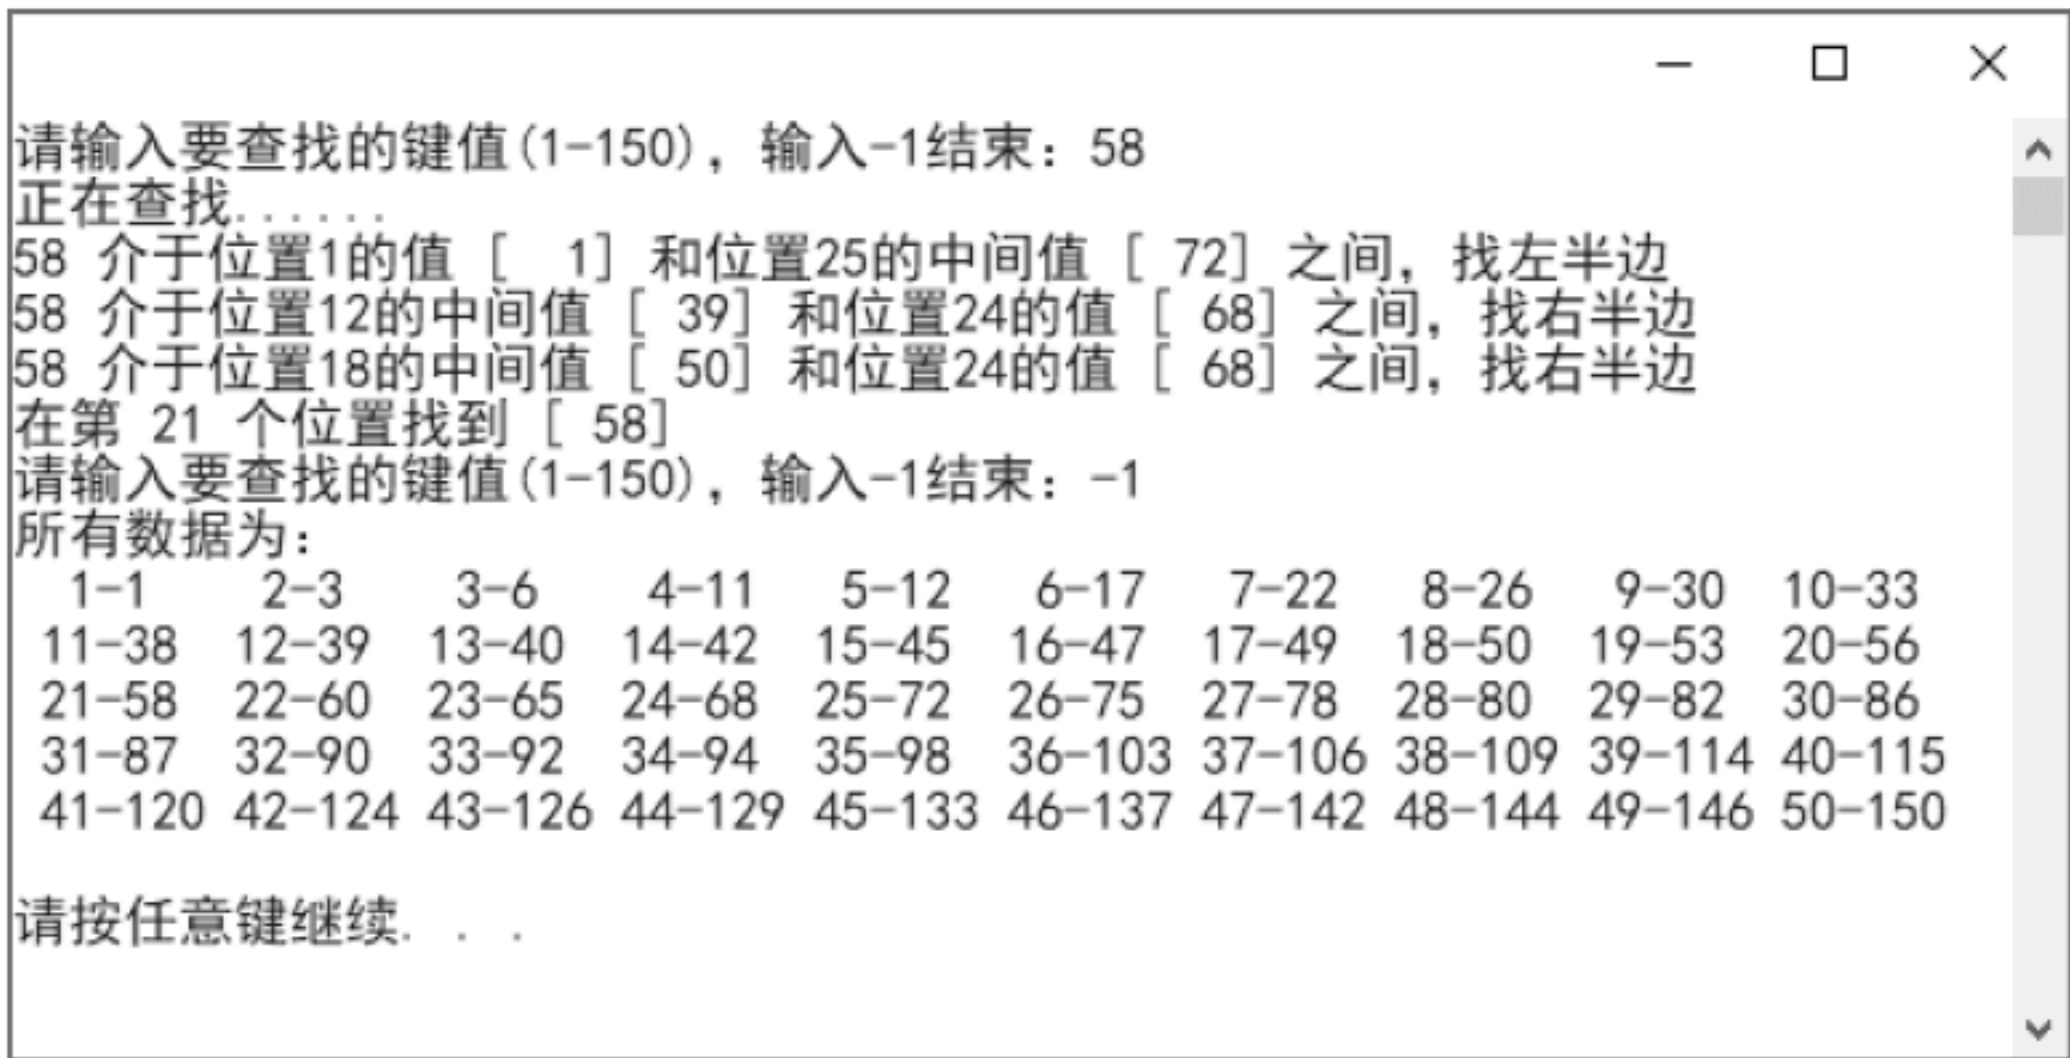 请输入要查找的键值(1-150)，输入-1结束：58
正在查找......
58 介于位置1的值 [  1] 和位置25的中间值 [ 72] 之间，找左半边
58 介于位置12的中间值 [ 39] 和位置24的值 [ 68] 之间，找右半边
58 介于位置18的中间值 [ 50] 和位置24的值 [ 68] 之间，找右半边
在第 21 个位置找到 [ 58]
请输入要查找的键值(1-150)，输入-1结束：-1
所有数据为：
1-1 2-3 3-6 4-11 5-12 6-17 7-22 8-26 9-30 10-33
11-38 12-39 13-40 14-42 15-45 16-47 17-49 18-50 19-53 20-56
21-58 22-60 23-65 24-68 25-72 26-75 27-78 28-80 29-82 30-86
31-87 32-90 33-92 34-94 35-98 36-103 37-106 38-109 39-114 40-115
41-120 42-124 43-126 44-129 45-133 46-137 47-142 48-144 49-146 50-150
请按任意键继续. . .